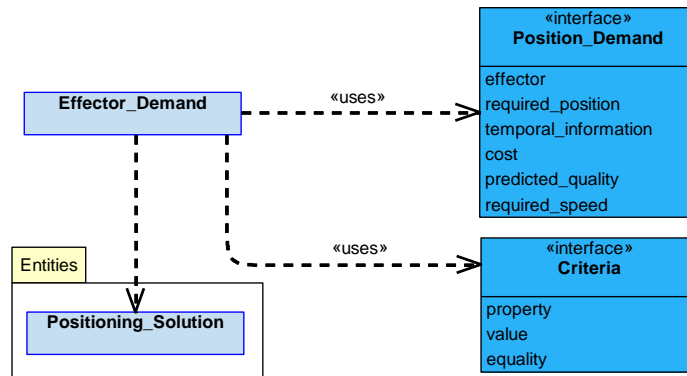 «interface»
Position_Demand
effector
required_position
temporal_information
cost
predicted_quality
required_speed
Effector_Demand
«uses»
«uses»
«interface»
Criteria
property
value
equality
Entities
Positioning_Solution